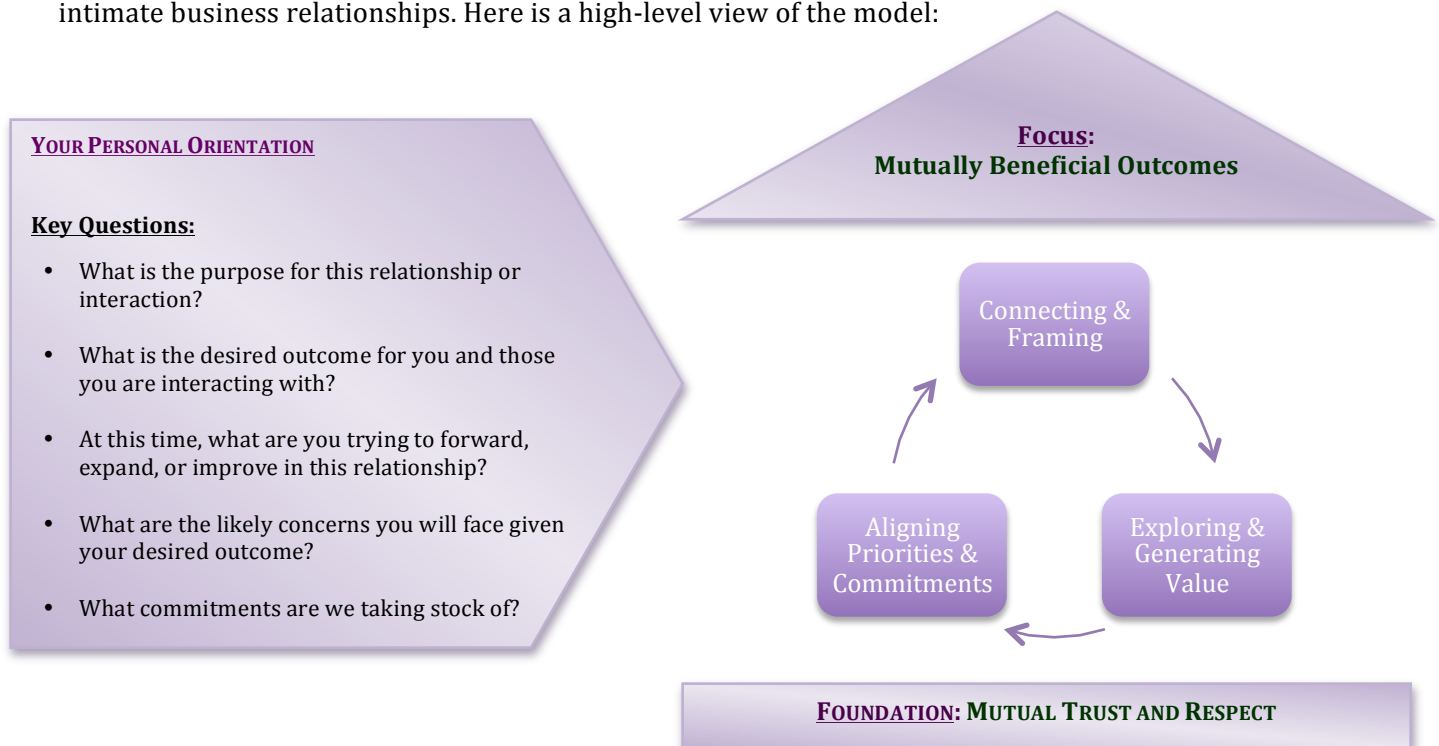 intimate business relationships. Here is a high-level view of the model:
YOUR PERSONAL ORIENTATION
Key Questions:
• What is the purpose for this relationship or
interaction?
• What is the desired outcome for you and those
you are interacting with?
• At this time, what are you trying to forward,
expand, or improve in this relationship?
• What are the likely concerns you will face given
your desired outcome?
• What commitments are we taking stock of?
Focus:
Mutually Beneficial Outcomes
Connecting &
Framing
Exploring &
Generating
Value
Aligning
Priorities &
Commitments
FOUNDATION: MUTUAL TRUST AND RESPECT